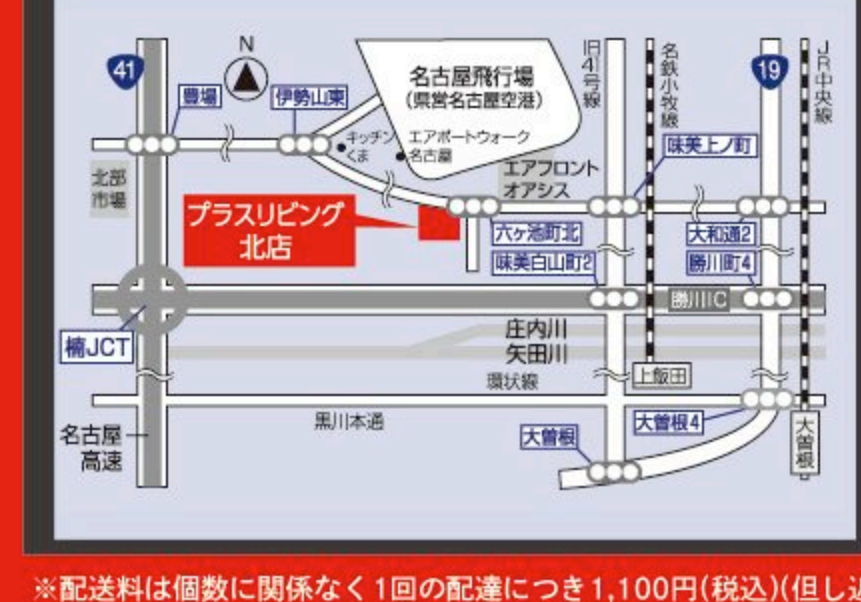 41
N
豊場
伊勢山東
名古屋飛行場
(県営名古屋空港)
キッチン
くま
エアポートウォーク
名古屋
旧41号線
名鉄小牧線
19
JR中央線
味美上ノ町
エアフロント
オアシス
北部
市場
プラスリビング
北店
六ヶ池町北
大和通2
味美白山町2
勝川町4
勝川IC
楠JCT
庄内川
矢田川
環状線
上飯田
黒川本通
名古屋
高速
大曽根
大曽根4
大曽根
※配送料は個数に関係なく1回の配達につき1,100円(税込)(但し